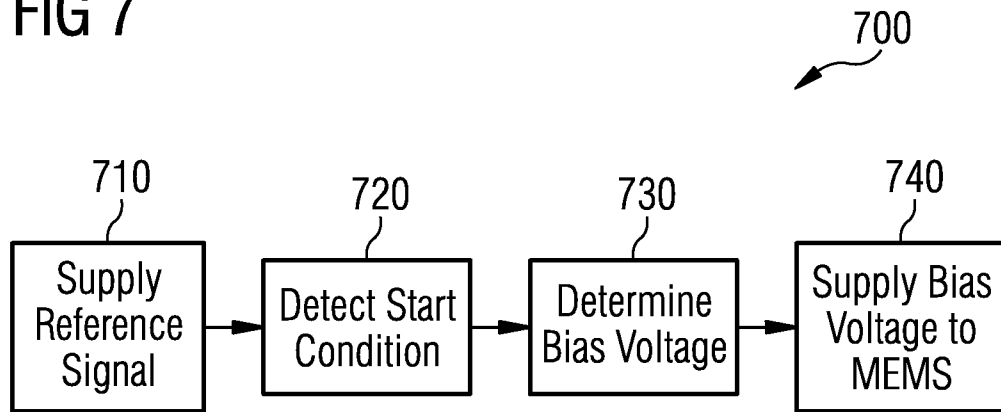 FIG 7
700
710
720
730
740
Supply
Reference
Signal
Detect Start
Condition
Determine
Bias Voltage
Supply Bias
Voltage to
MEMS